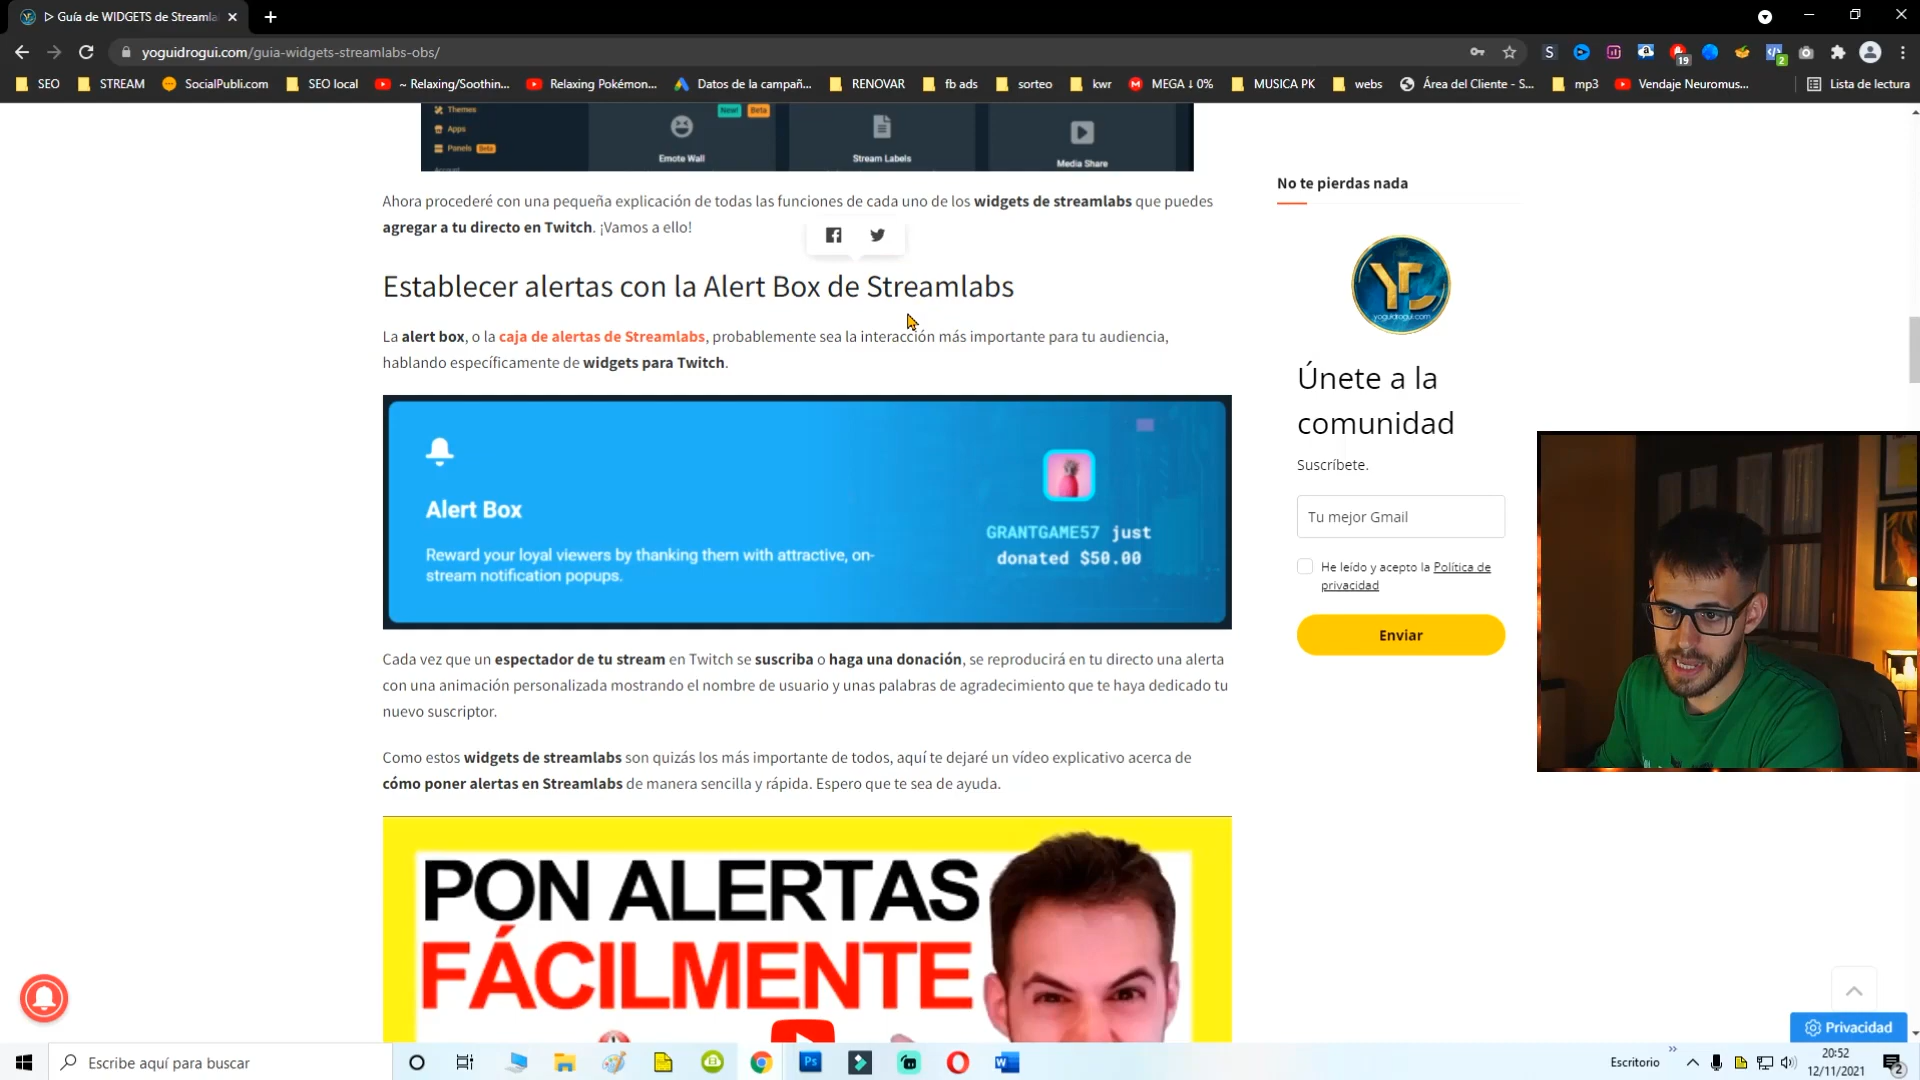 ▷ Guía de WIDGETS de Streamla
yoguidrogui.com/guia-widgets-streamlabs-obs/
19
2
SEO
STREAM
SocialPubli.com
SEO local
~ Relaxing/Soothin...
Relaxing Pokémon...
Datos de la campañ...
RENOVAR
fb ads
sorteo
kwr
MEGA ↓ 0%
MUSICA PK
webs
Área del Cliente - S...
mp3
Vendaje Neuromus...
Lista de lectura
Themes
Apps
Panels Beta
New! Beta
Emote Wall
Stream Labels
Media Share
Ahora procederé con una pequeña explicación de todas las funciones de cada uno de los widgets de streamlabs que puedes
agregar a tu directo en Twitch. ¡Vamos a ello!
Establecer alertas con la Alert Box de Streamlabs
La alert box, o la caja de alertas de Streamlabs, probablemente sea la interacción más importante para tu audiencia,
hablando específicamente de widgets para Twitch.
Alert Box
Reward your loyal viewers by thanking them with attractive, on-
stream notification popups.
GRANTGAME57 just
donated $50.00
Cada vez que un espectador de tu stream en Twitch se suscriba o haga una donación, se reproducirá en tu directo una alerta
con una animación personalizada mostrando el nombre de usuario y unas palabras de agradecimiento que te haya dedicado tu
nuevo suscriptor.
Como estos widgets de streamlabs son quizás los más importante de todos, aquí te dejaré un vídeo explicativo acerca de
cómo poner alertas en Streamlabs de manera sencilla y rápida. Espero que te sea de ayuda.
PON ALERTAS
FÁCILMENTE
No te pierdas nada
yoguidrogui.com
Únete a la
comunidad
Suscríbete.
Tu mejor Gmail
He leído y acepto la Política de
privacidad
Enviar
Privacidad
Escribe aquí para buscar
Ps
Escritorio
20:52
12/11/2021
2